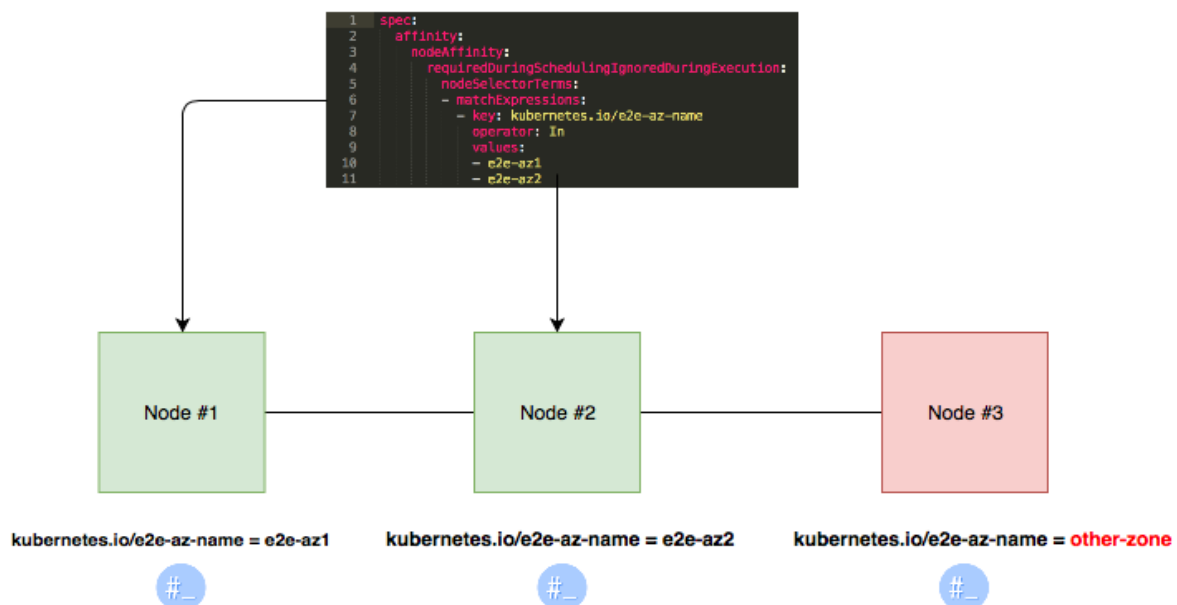 1 spec:
2 affinity:
3 nodeAffinity:
4 requiredDuringSchedulingIgnoredDuringExecution:
5 nodeSelectorTerms:
6 - matchExpressions:
7 - key: kubernetes.io/e2e-az-name
8 operator: In
9 values:
10 - e2e-az1
11 - e2e-az2
Node #1
Node #2
Node #3
kubernetes.io/e2e-az-name = e2e-az1
kubernetes.io/e2e-az-name = e2e-az2
kubernetes.io/e2e-az-name = other-zone
#_
#_
#_